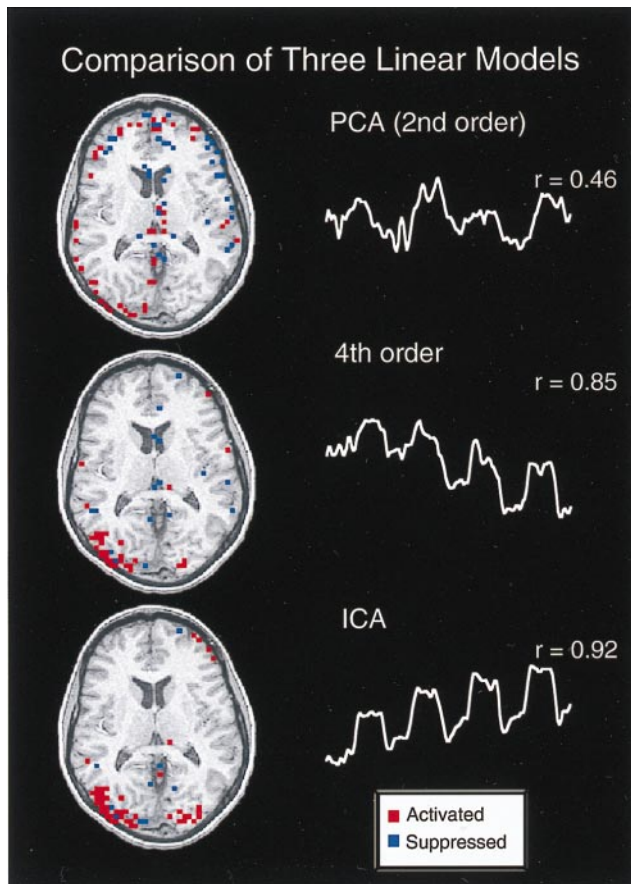 Comparison of Three Linear Models
PCA (2nd order)
r = 0.46
4th order
r = 0.85
ICA
r = 0.92
Activated
Suppressed